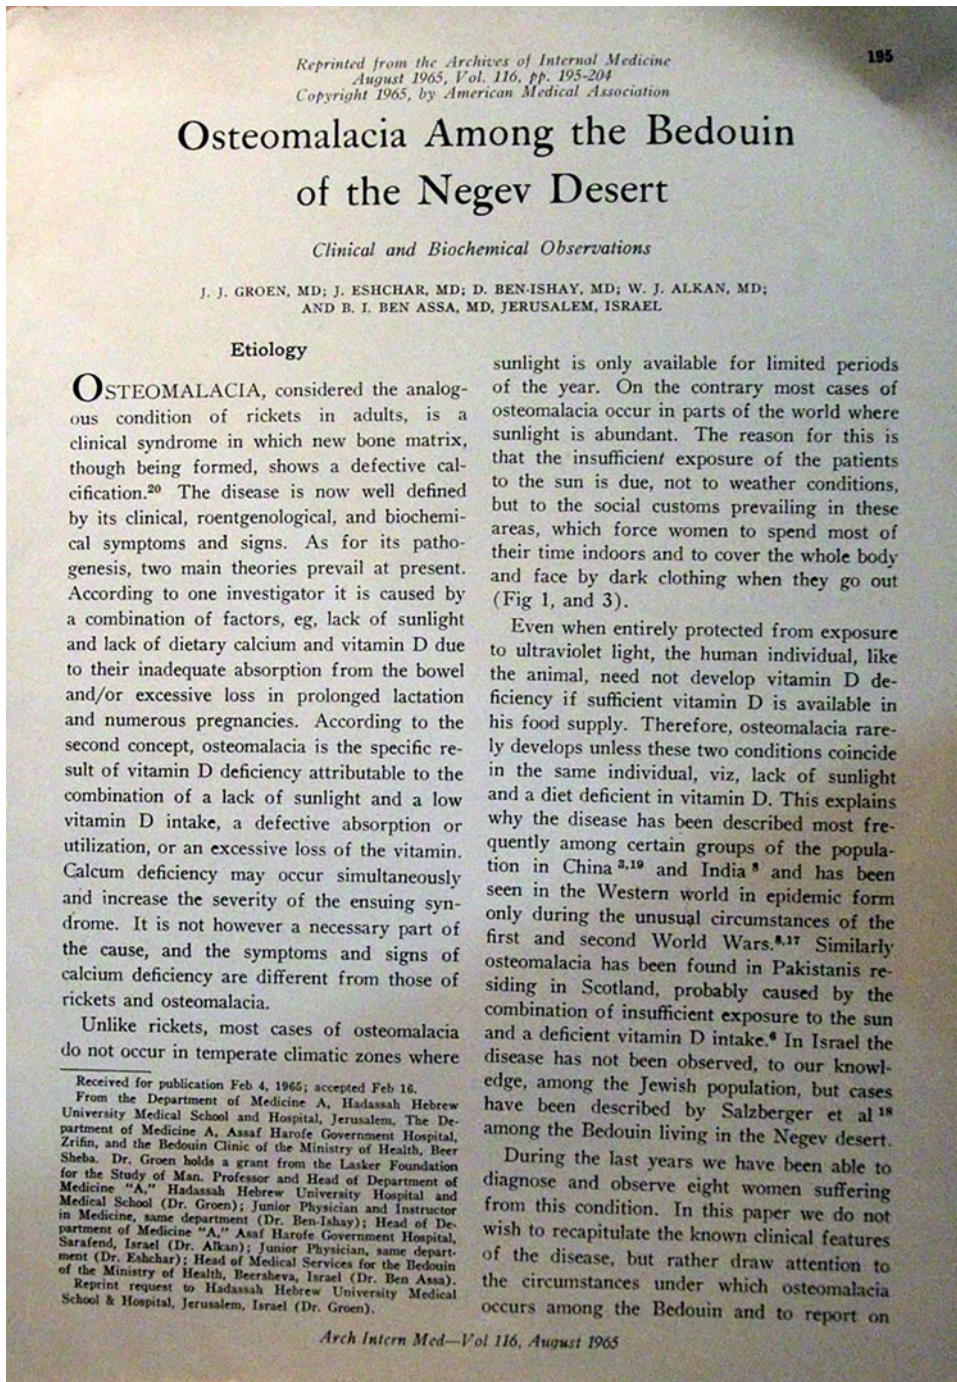 195
Reprinted from the Archives of Internal Medicine
August 1965, Vol. 116, pp. 195-204
Copyright 1965, by American Medical Association
Osteomalacia Among the Bedouin
of the Negev Desert
Clinical and Biochemical Observations
J. J. GROEN, MD; J. ESHCHAR, MD; D. BEN-ISHAY, MD; W. J. ALKAN, MD;
AND B. I. BEN ASSA, MD, JERUSALEM, ISRAEL
Etiology
OSTEOMALACIA, considered the analog-
ous condition of rickets in adults, is a
clinical syndrome in which new bone matrix,
though being formed, shows a defective cal-
cification.20 The disease is now well defined
by its clinical, roentgenological, and biochemi-
cal symptoms and signs. As for its patho-
genesis, two main theories prevail at present.
According to one investigator it is caused by
a combination of factors, eg, lack of sunlight
and lack of dietary calcium and vitamin D due
to their inadequate absorption from the bowel
and/or excessive loss in prolonged lactation
and numerous pregnancies. According to the
second concept, osteomalacia is the specific re-
sult of vitamin D deficiency attributable to the
combination of a lack of sunlight and a low
vitamin D intake, a defective absorption or
utilization, or an excessive loss of the vitamin.
Calcum deficiency may occur simultaneously
and increase the severity of the ensuing syn-
drome. It is not however a necessary part of
the cause, and the symptoms and signs of
calcium deficiency are different from those of
rickets and osteomalacia.
Unlike rickets, most cases of osteomalacia
do not occur in temperate climatic zones where
Received for publication Feb 4, 1965; accepted Feb 16.
From the Department of Medicine A, Hadassah Hebrew
University Medical School and Hospital, Jerusalem, The De-
partment of Medicine A, Assaf Harofe Government Hospital,
Zrifin, and the Bedouin Clinic of the Ministry of Health, Beer
Sheba. Dr. Groen holds a grant from the Lasker Foundation
for the Study of Man. Professor and Head of Department of
Medicine "A," Hadassah Hebrew University Hospital and
Medical School (Dr. Groen); Junior Physician and Instructor
in Medicine, same department (Dr. Ben-Ishay); Head of De-
partment of Medicine "A," Asaf Harofe Government Hospital,
Sarafend, Israel (Dr. Alkan); Junior Physician, same depart-
ment (Dr. Eshchar); Head of Medical Services for the Bedouin
of the Ministry of Health, Beersheva, Israel (Dr. Ben Assa).
Reprint request to Hadassah Hebrew University Medical
School & Hospital, Jerusalem, Israel (Dr. Groen).
sunlight is only available for limited periods
of the year. On the contrary most cases of
osteomalacia occur in parts of the world where
sunlight is abundant. The reason for this is
that the insufficient exposure of the patients
to the sun is due, not to weather conditions,
but to the social customs prevailing in these
areas, which force women to spend most of
their time indoors and to cover the whole body
and face by dark clothing when they go out
(Fig 1, and 3).
Even when entirely protected from exposure
to ultraviolet light, the human individual, like
the animal, need not develop vitamin D de-
ficiency if sufficient vitamin D is available in
his food supply. Therefore, osteomalacia rare-
ly develops unless these two conditions coincide
in the same individual, viz, lack of sunlight
and a diet deficient in vitamin D. This explains
why the disease has been described most fre-
quently among certain groups of the popula-
tion in China 3,19 and India 8 and has been
seen in the Western world in epidemic form
only during the unusual circumstances of the
first and second World Wars.8,17 Similarly
osteomalacia has been found in Pakistanis re-
siding in Scotland, probably caused by the
combination of insufficient exposure to the sun
and a deficient vitamin D intake.6 In Israel the
disease has not been observed, to our knowl-
edge, among the Jewish population, but cases
have been described by Salzberger et al 18
among the Bedouin living in the Negev desert.
During the last years we have been able to
diagnose and observe eight women suffering
from this condition. In this paper we do not
wish to recapitulate the known clinical features
of the disease, but rather draw attention to
the circumstances under which osteomalacia
occurs among the Bedouin and to report on
Arch Intern Med—Vol 116, August 1965